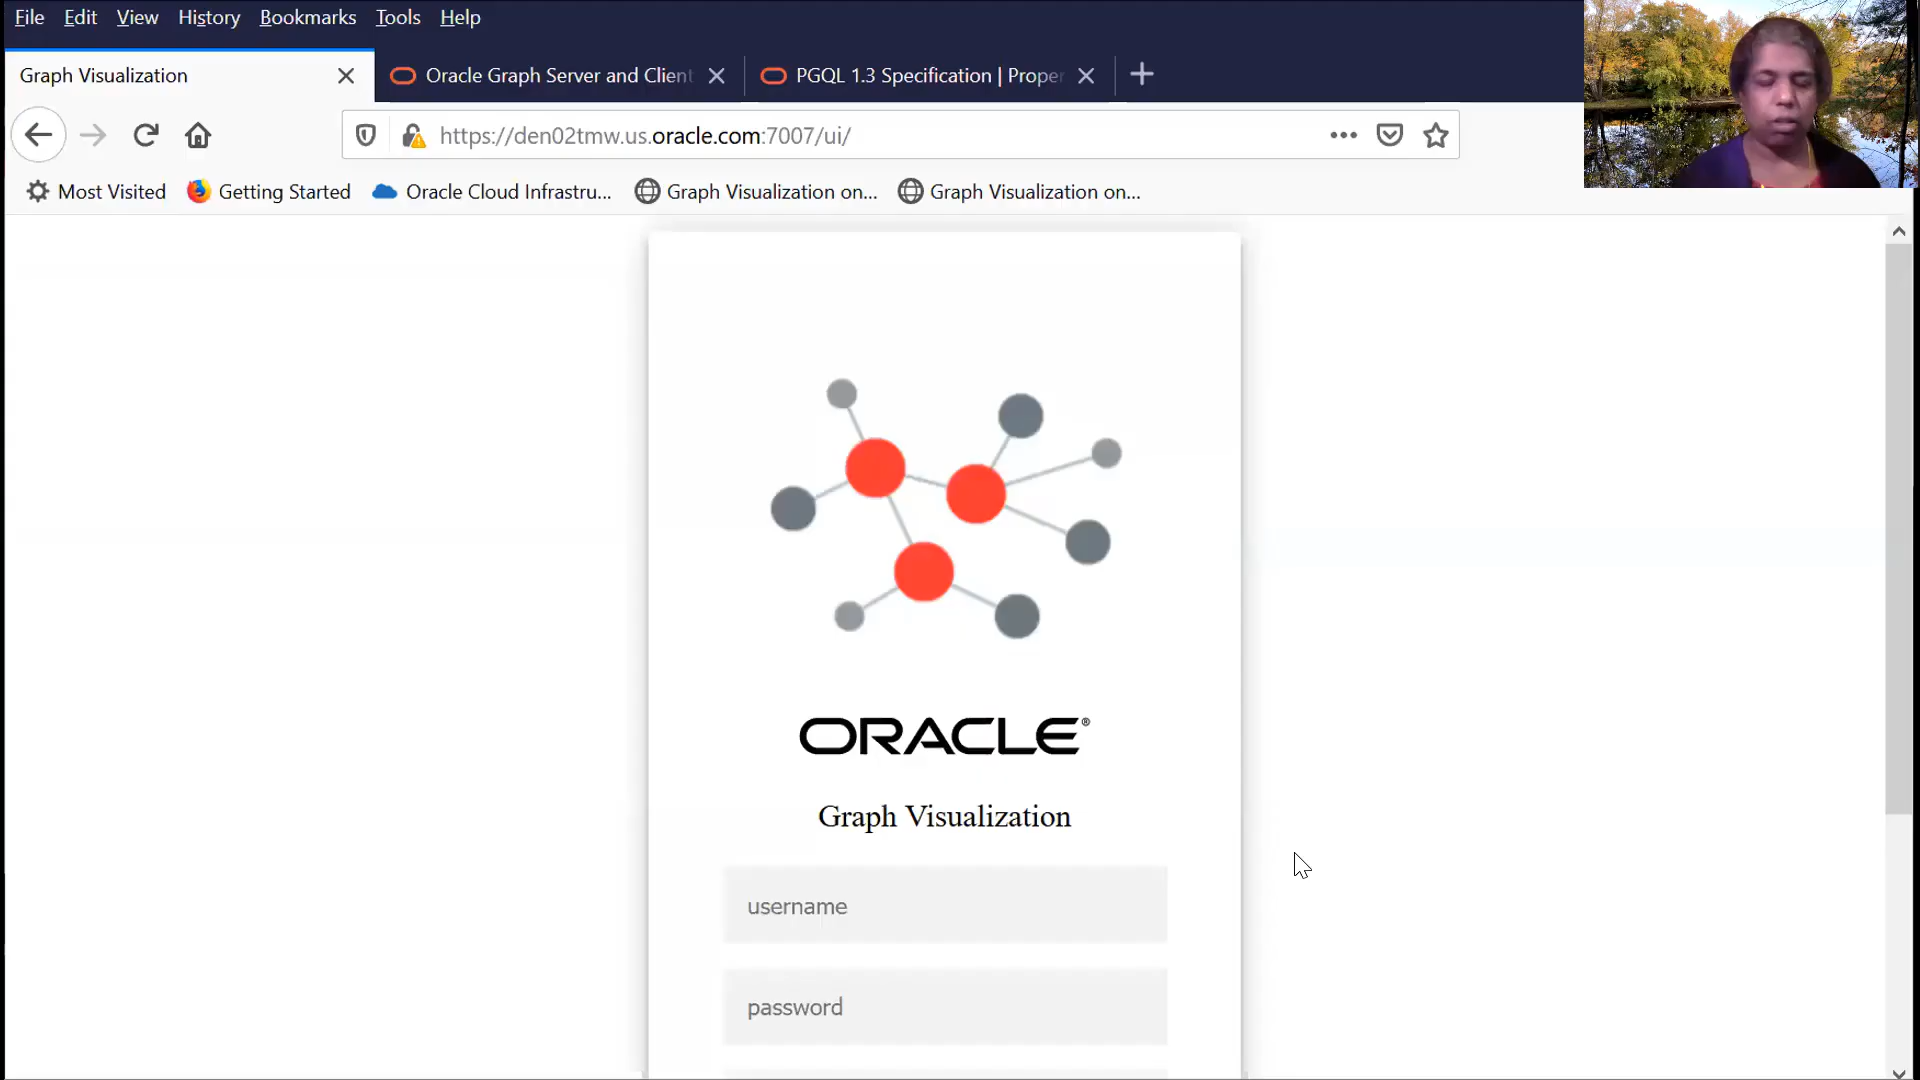 File Edit View History Bookmarks Tools Help
Graph Visualization
Oracle Graph Server and Client
PGQL 1.3 Specification | Proper
https://den02tmw.us.oracle.com:7007/ui/
Most Visited
Getting Started
Oracle Cloud Infrastru...
Graph Visualization on...
Graph Visualization on...
ORACLE®
Graph Visualization
username
password